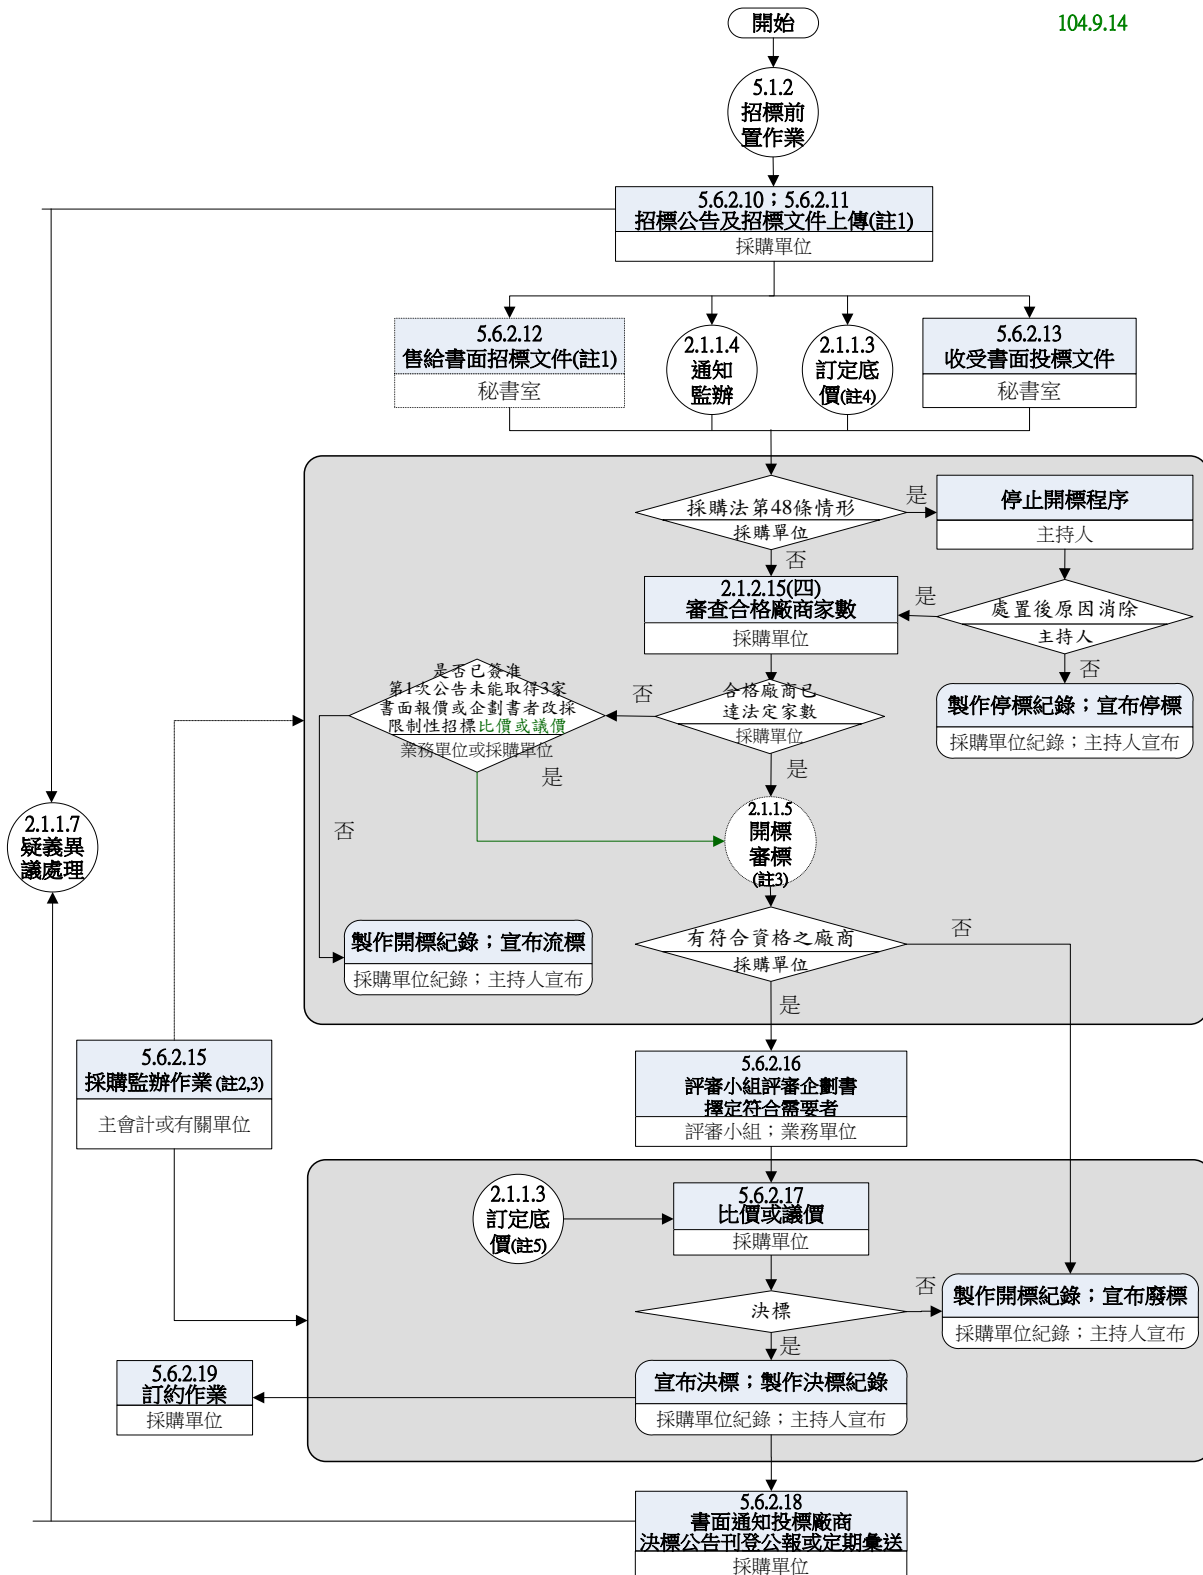 104.9.14
開始
5.1.2
招標前
置作業
5.6.2.10；5.6.2.11
招標公告及招標文件上傳(註1)
採購單位
5.6.2.12
售給書面招標文件(註1)
秘書室
2.1.1.4
通知
監辦
2.1.1.3
訂定底
價(註4)
5.6.2.13
收受書面投標文件
秘書室
採購法第48條情形
採購單位
是
否
停止開標程序
主持人
2.1.2.15(四)
審查合格廠商家數
採購單位
是
處置後原因消除
主持人
否
製作停標紀錄；宣布停標
採購單位紀錄；主持人宣布
是否已簽准
第1次公告未能取得3家
書面報價或企劃書者改採
限制性招標比價或議價
業務單位或採購單位
否
合格廠商已
達法定家數
採購單位
是
是
否
2.1.1.5
開標
審標
(註3)
2.1.1.7
疑義異
議處理
製作開標紀錄；宣布流標
採購單位紀錄；主持人宣布
有符合資格之廠商
採購單位
否
是
5.6.2.15
採購監辦作業(註2,3)
主會計或有關單位
5.6.2.16
評審小組評審企劃書
擇定符合需要者
評審小組；業務單位
2.1.1.3
訂定底
價(註5)
5.6.2.17
比價或議價
採購單位
決標
否
是
製作開標紀錄；宣布廢標
採購單位紀錄；主持人宣布
5.6.2.19
訂約作業
採購單位
宣布決標；製作決標紀錄
採購單位紀錄；主持人宣布
5.6.2.18
書面通知投標廠商
決標公告刊登公報或定期彙送
採購單位